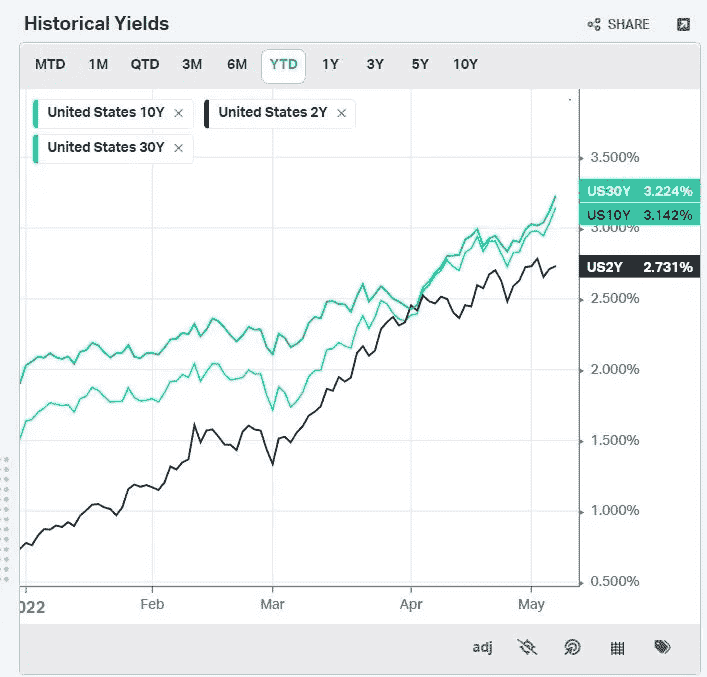 Historical Yields
SHARE
MTD 1M QTD 3M 6M YTD 1Y 3Y 5Y 10Y
United States 10Y ×
United States 2Y ×
United States 30Y ×
3.500%
US30Y 3.224%
US10Y 3.142%
3.000%
US2Y 2.731%
2.500%
2.000%
1.500%
1.000%
0.500%
022 Feb Mar Apr May
adj